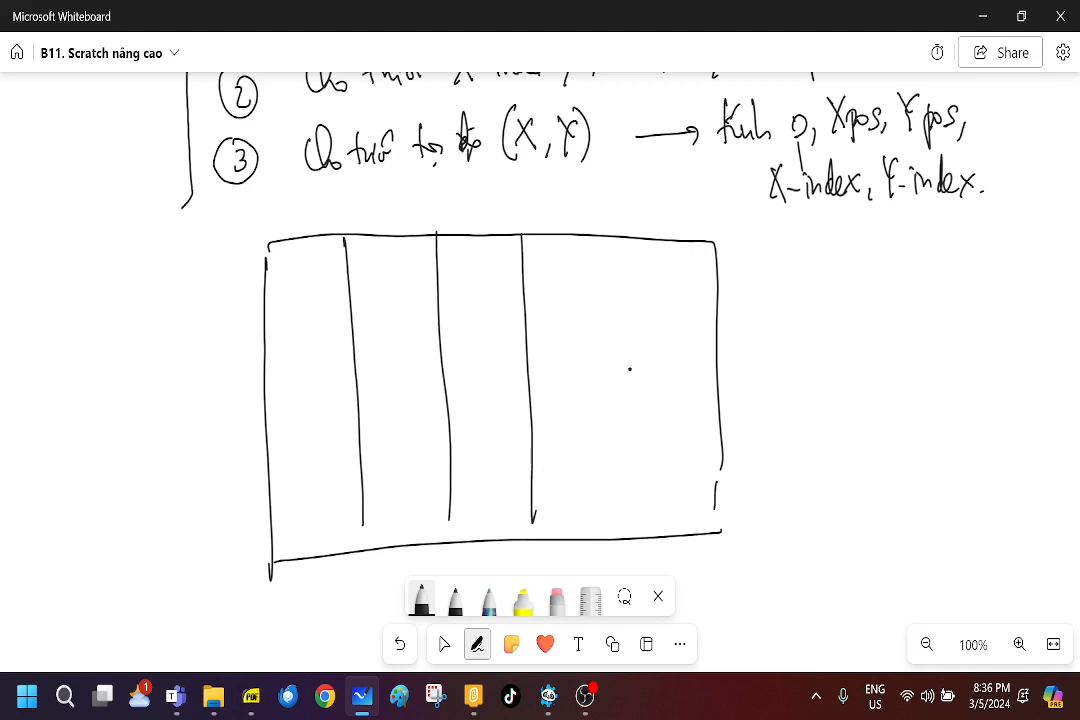 Microsoft Whiteboard
B11. Scratch nâng cao
Share
②
③ Cho trước tọa độ (X, Y) → Tính O, Xpos, Ypos,
X-index, Y-index.
100%
ENG
US
8:36 PM
3/5/2024